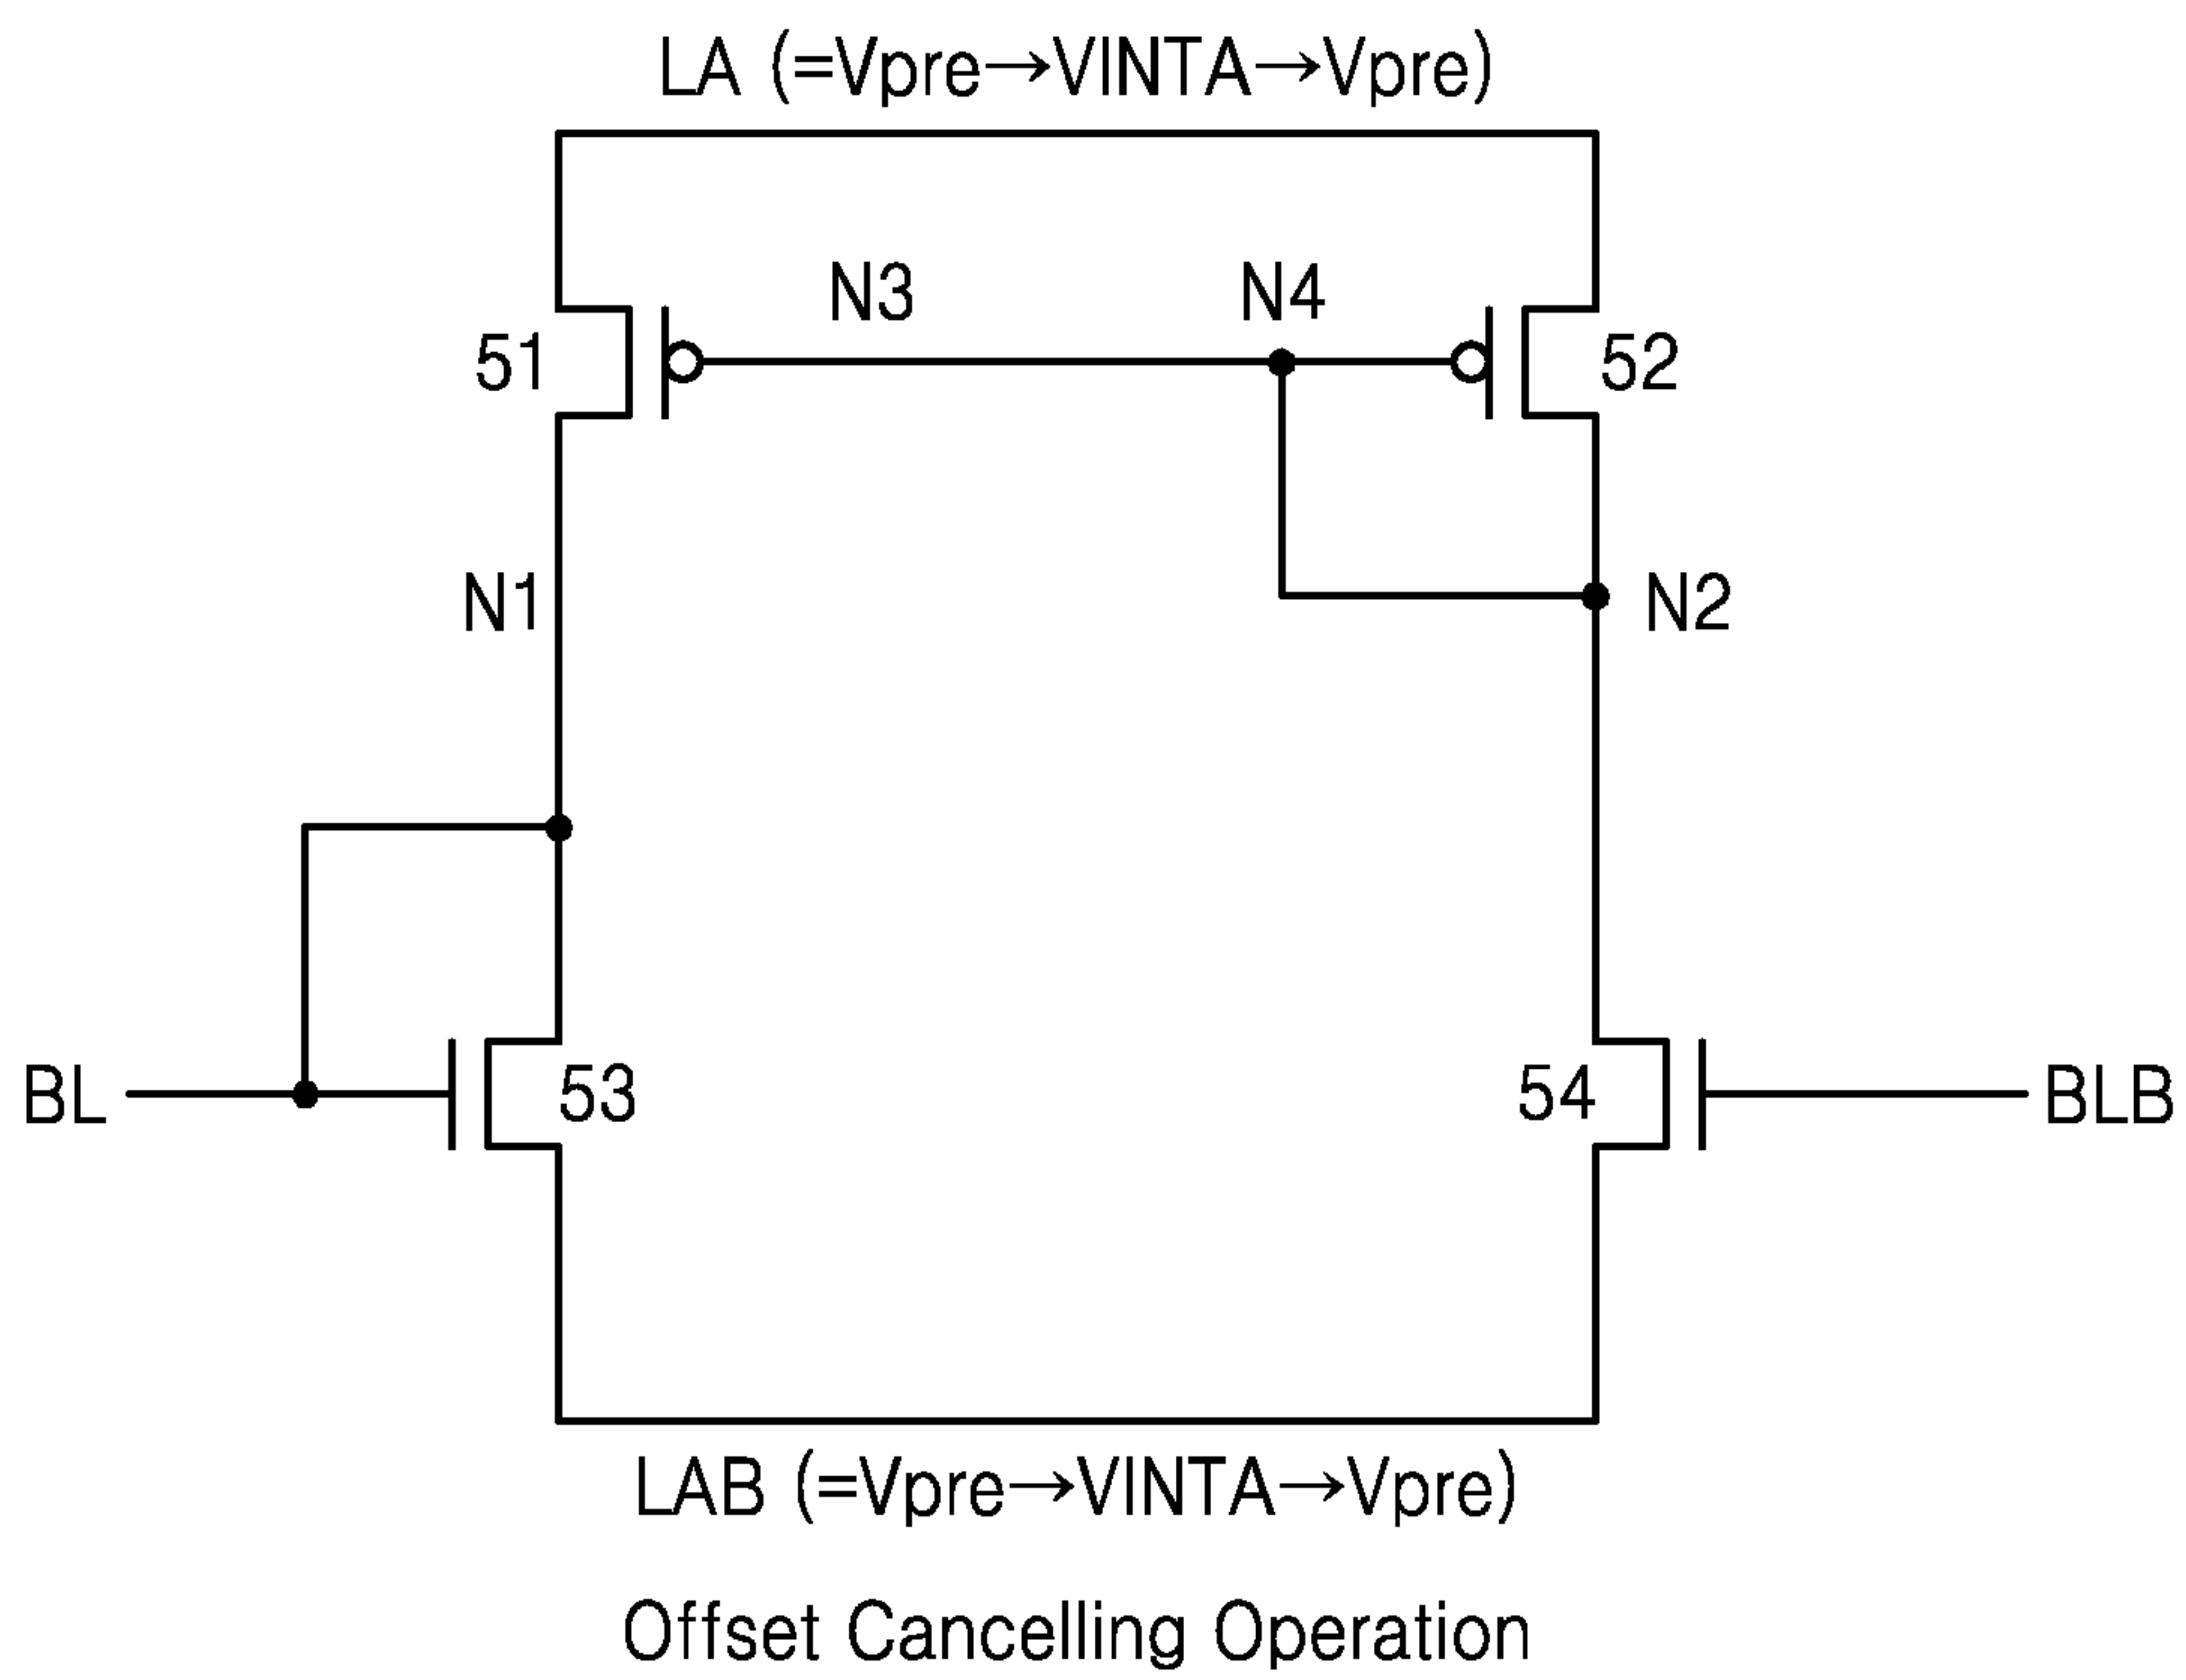 LA (=Vpre→VINTA→Vpre)
N3 N4
51 52
N1 N2
BL 53 54 BLB
LAB (=Vpre→VINTA→Vpre)
Offset Cancelling Operation